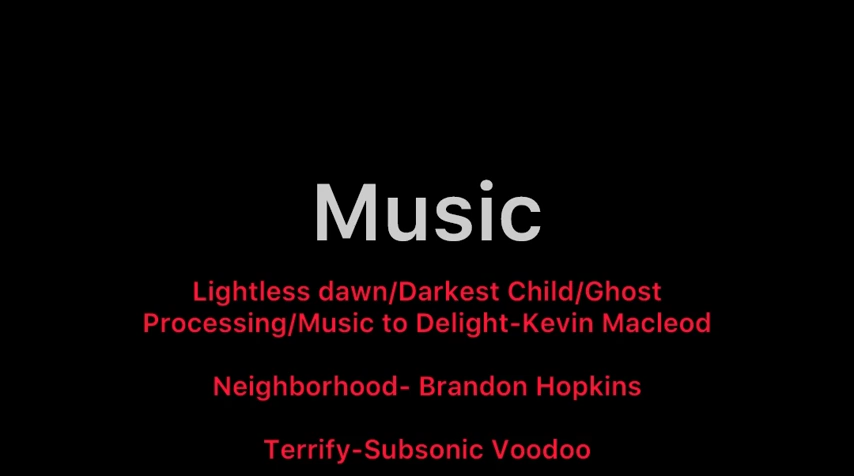 Music
Lightless dawn/Darkest Child/Ghost
Processing/Music to Delight-Kevin Macleod
Neighborhood- Brandon Hopkins
Terrify-Subsonic Voodoo